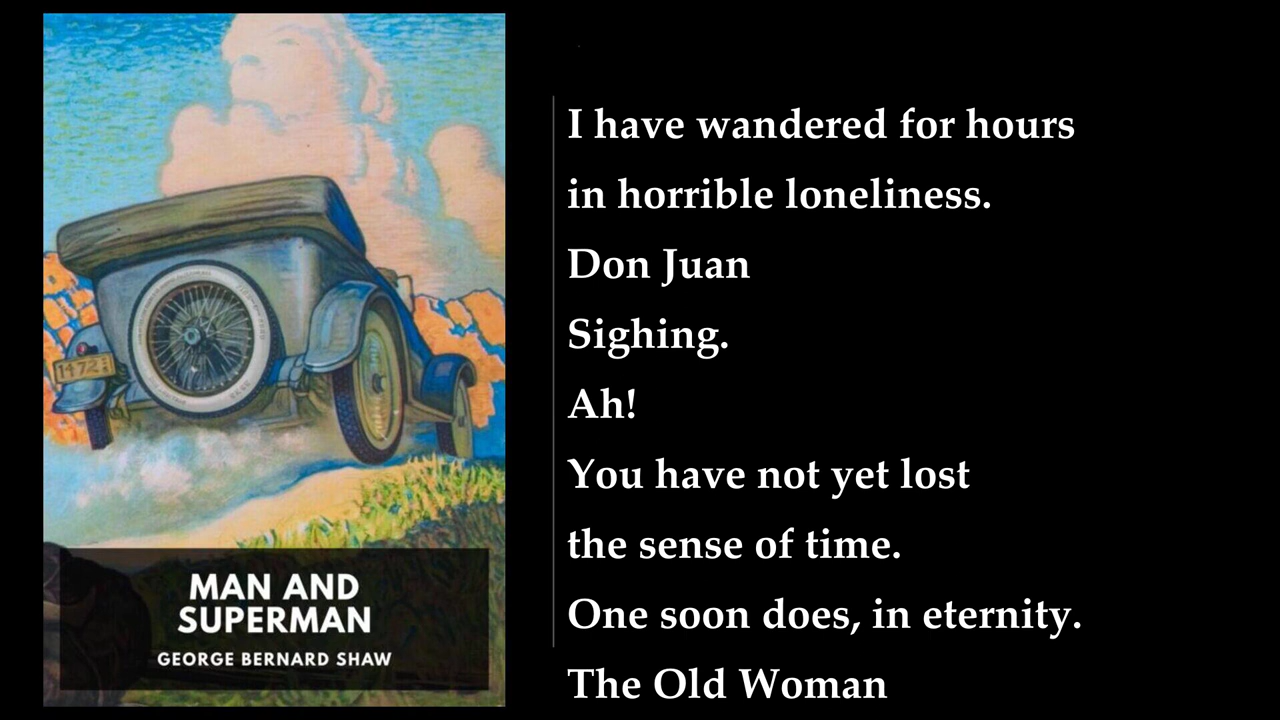 I have wandered for hours
in horrible loneliness.
Don Juan
Sighing.
Ah!
You have not yet lost
the sense of time.
One soon does, in eternity.
The Old Woman
1472
MAN AND
SUPERMAN
GEORGE BERNARD SHAW